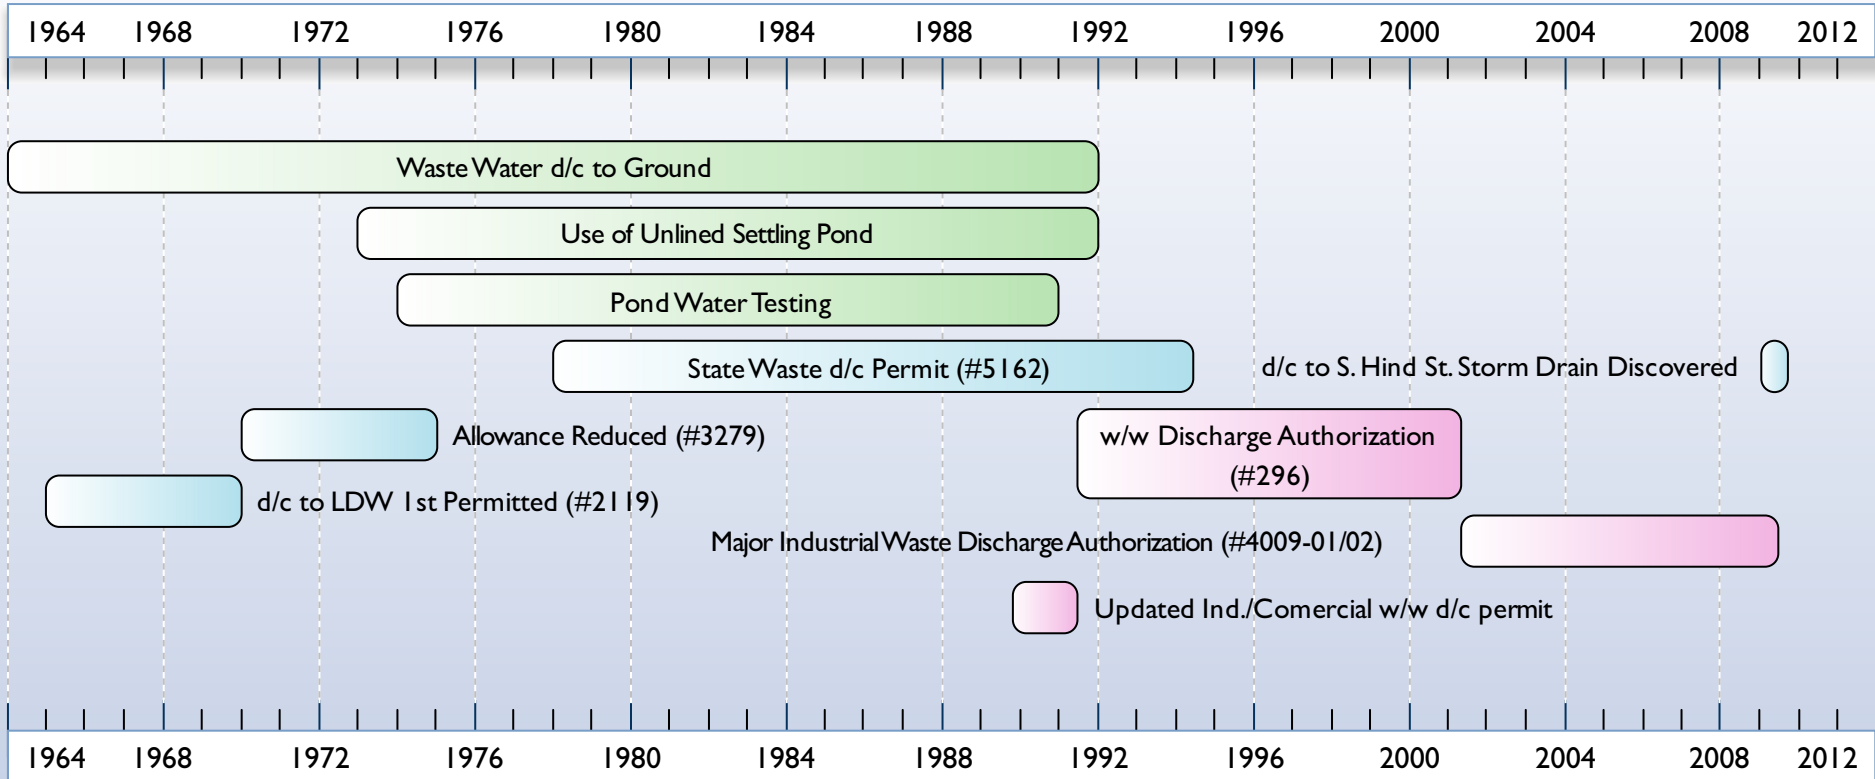 1964 1968 1972 1976 1980 1984 1988 1992 1996 2000 2004 2008 2012
Waste Water d/c to Ground
Use of Unlined Settling Pond
Pond Water Testing
State Waste d/c Permit (#5162)
d/c to S. Hind St. Storm Drain Discovered
Allowance Reduced (#3279)
w/w Discharge Authorization
(#296)
d/c to LDW 1st Permitted (#2119)
Major Industrial Waste Discharge Authorization (#4009-01/02)
Updated Ind./Comercial w/w d/c permit
1964 1968 1972 1976 1980 1984 1988 1992 1996 2000 2004 2008 2012